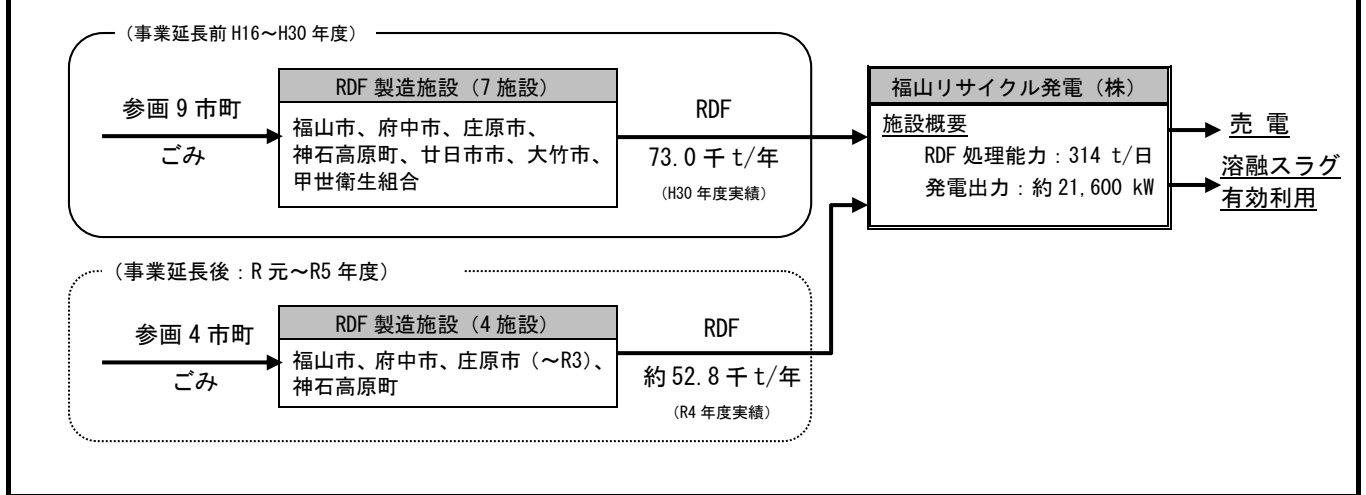 （事業延長前 H16～H30 年度）
参画 9 市町
ごみ
RDF 製造施設（7 施設）
福山市、府中市、庄原市、
神石高原町、廿日市市、大竹市、
甲世衛生組合
RDF
73.0 千 t/年
（H30 年度実績）
福山リサイクル発電（株）
施設概要
RDF 処理能力：314 t/日
発電出力：約 21,600 kW
売 電
溶融スラグ
有効利用
（事業延長後：R 元～R5 年度）
参画 4 市町
ごみ
RDF 製造施設（4 施設）
福山市、府中市、庄原市（～R3）、
神石高原町
RDF
約 52.8 千 t/年
（R4 年度実績）